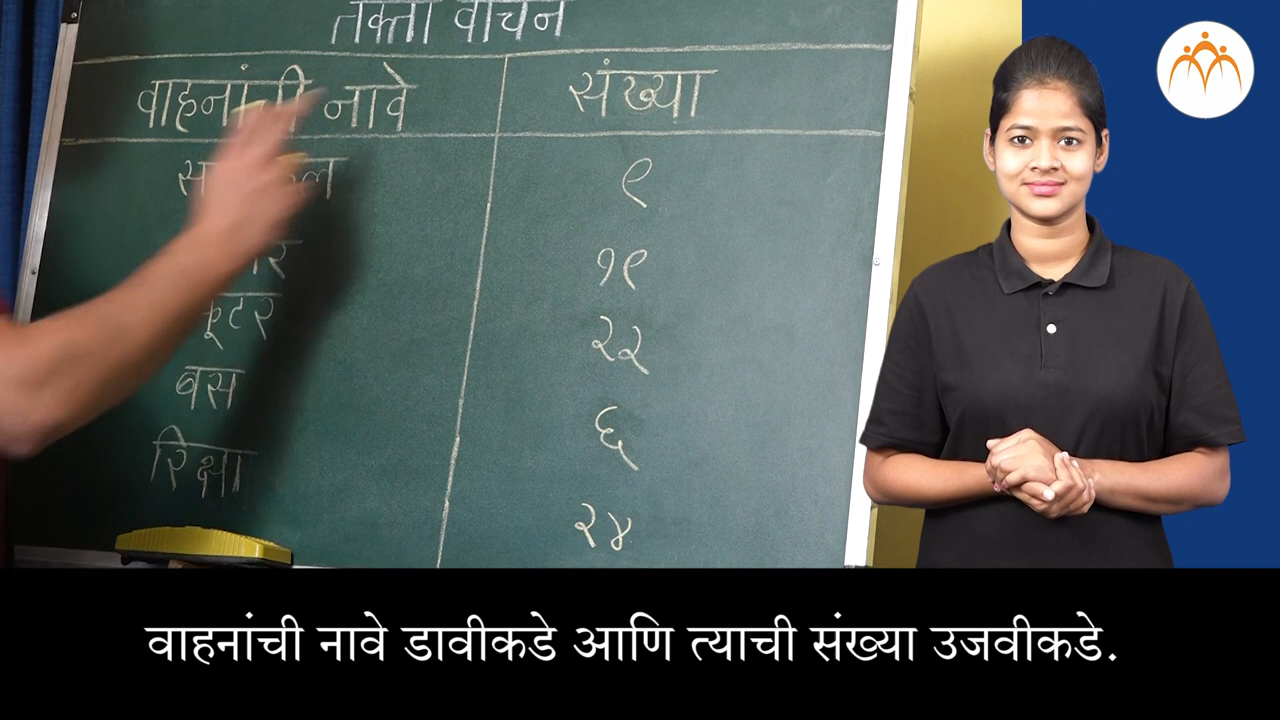 तक्ता वाचन
वाहनांची नावे संख्या
९
१९
२२
बस ६
रिक्षा २४
वाहनांची नावे डावीकडे आणि त्याची संख्या उजवीकडे.